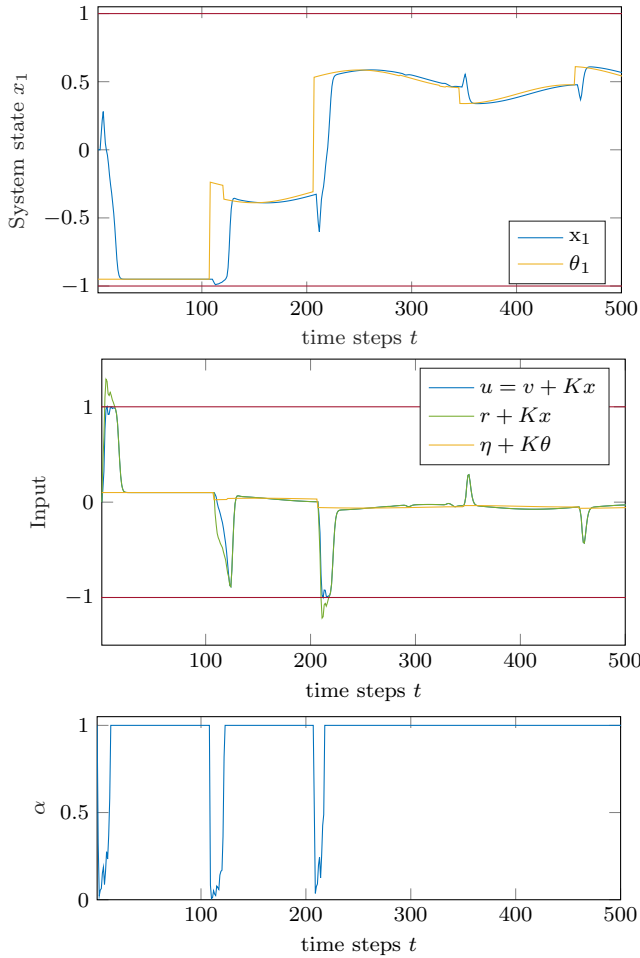 1
0.5
0
−0.5
−1
System state x₁
x₁
θ₁
100
200
300
400
500
time steps t
1
0
−1
Input
u = v + Kx
r + Kx
η + Kθ
100
200
300
400
500
time steps t
1
0.5
0
α
100
200
300
400
500
time steps t